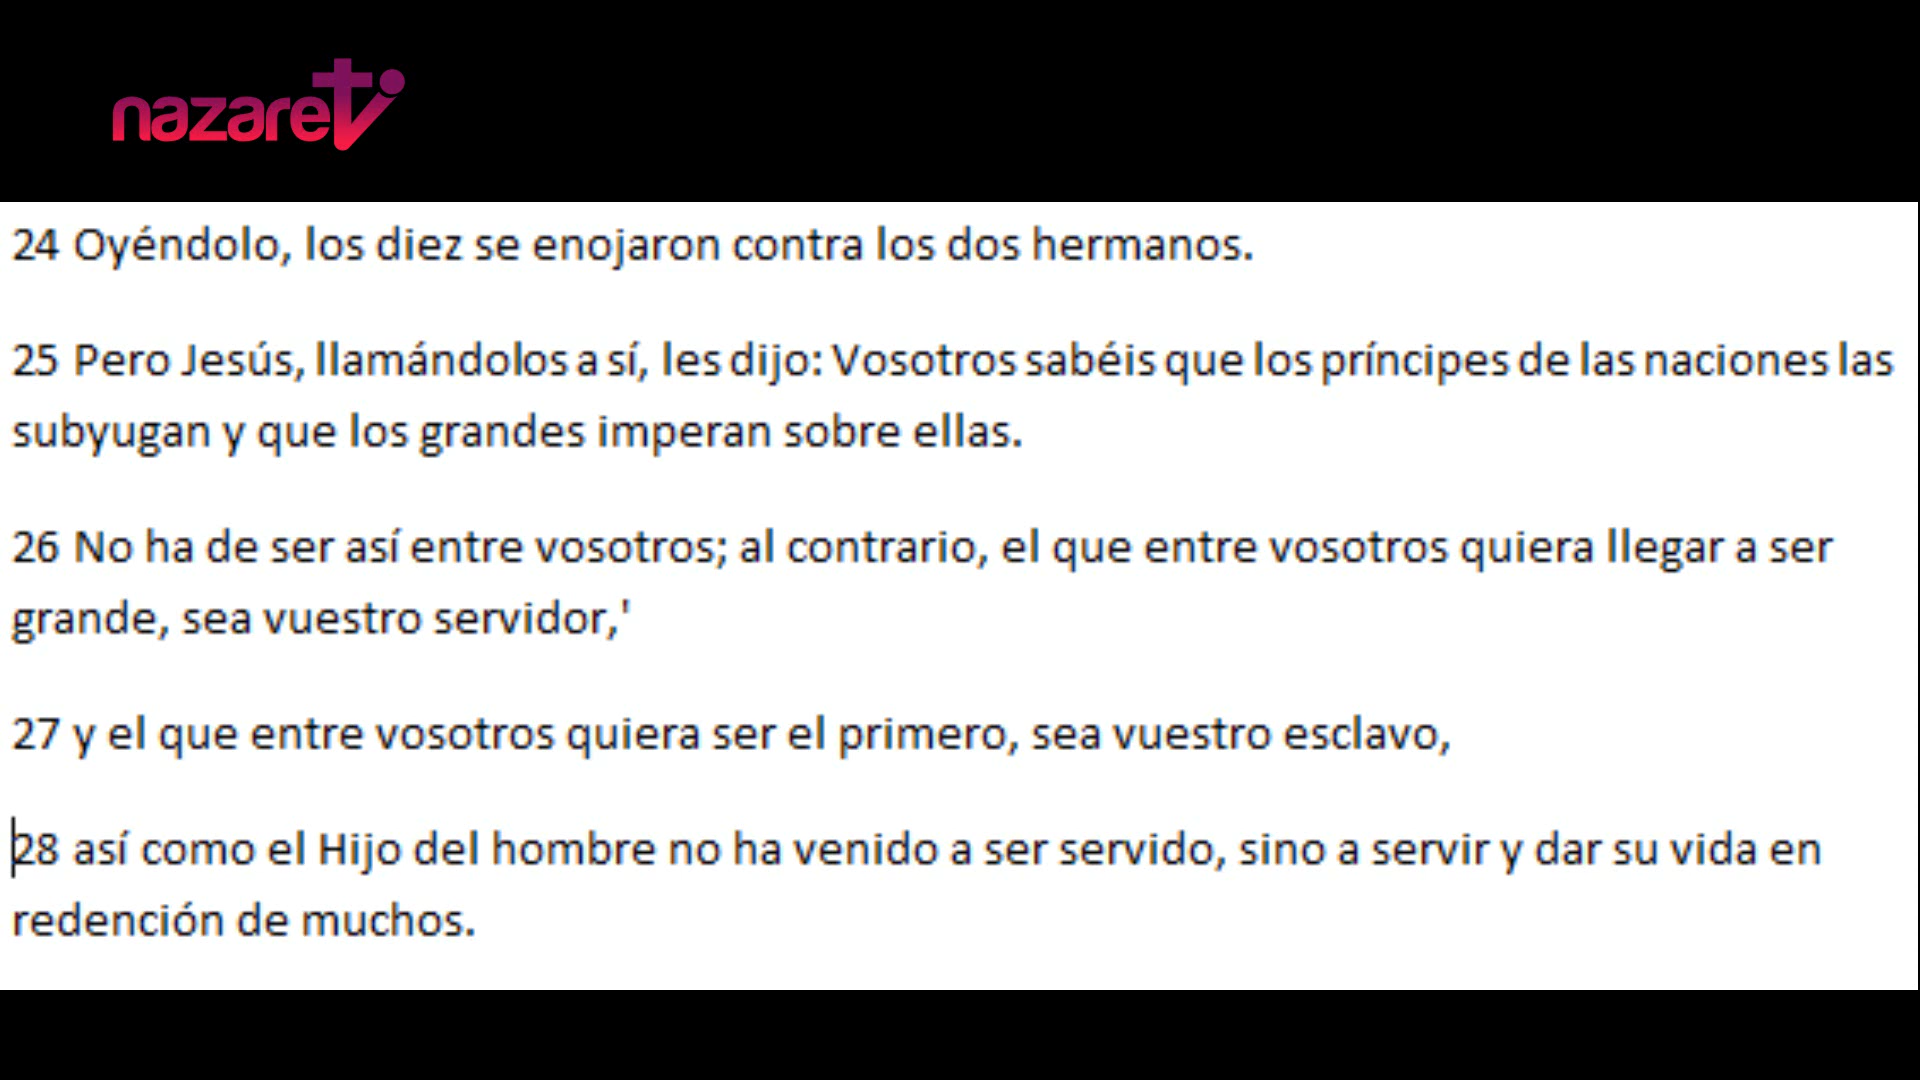 nazaretv
24 Oyéndolo, los diez se enojaron contra los dos hermanos.
25 Pero Jesús, llamándolos a sí, les dijo: Vosotros sabéis que los príncipes de las naciones las
subyugan y que los grandes imperan sobre ellas.
26 No ha de ser así entre vosotros; al contrario, el que entre vosotros quiera llegar a ser
grande, sea vuestro servidor,'
27 y el que entre vosotros quiera ser el primero, sea vuestro esclavo,
28 así como el Hijo del hombre no ha venido a ser servido, sino a servir y dar su vida en
redención de muchos.